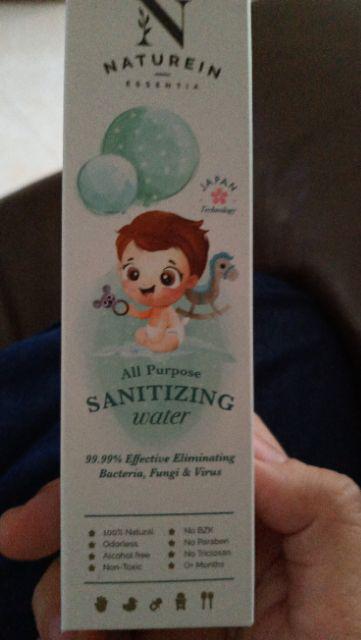 N
NATUREIN
ESSENTIA
JAPAN
Technology
All Purpose
SANITIZING
water
99.99% Effective Eliminating
Bacteria, Fungi & Virus
100% Natural
Odorless
Alcohol free
Non-Toxic
No BZK
No Paraben
No Triclosan
0+ Months